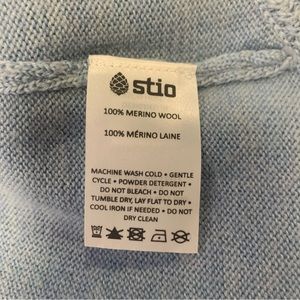 stio
100% MERINO WOOL
100% MÉRINO LAINE
MACHINE WASH COLD • GENTLE
CYCLE • POWDER DETERGENT •
DO NOT BLEACH • DO NOT
TUMBLE DRY, LAY FLAT TO DRY •
COOL IRON IF NEEDED • DO NOT
DRY CLEAN